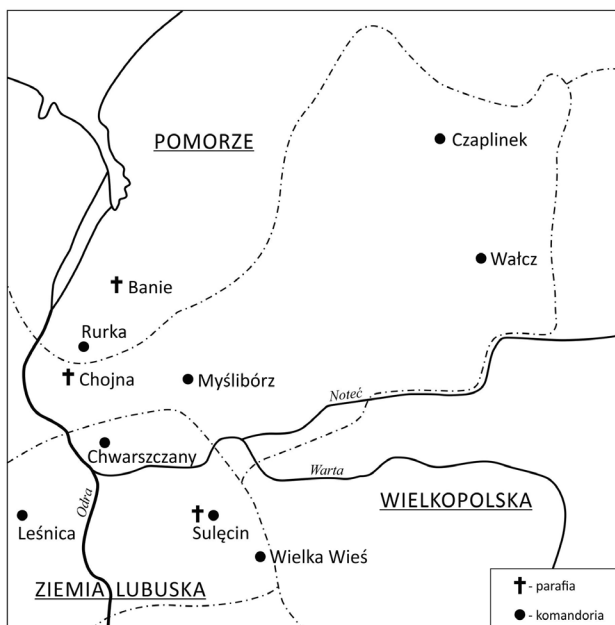 POMORZE
Czaplinek
Wałcz
Banie
Rurka
Chojna
Myślibórz
Noteć
Chwarszczany
Warta
WIELKOPOLSKA
Odra
Leśnica
Sulęcin
Wielka Wieś
ZIEMIA LUBUSKA
- parafia
- komandoria